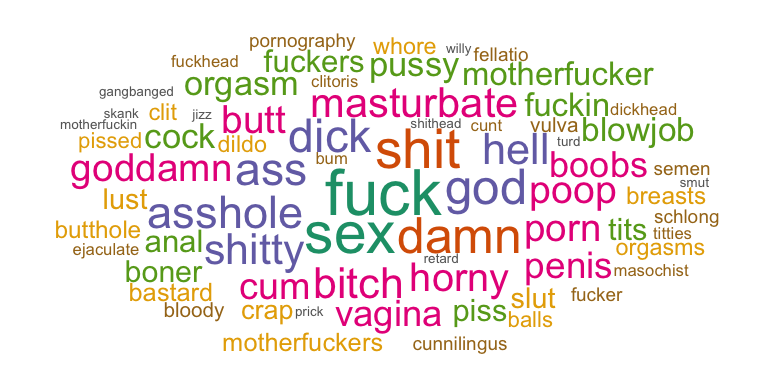 pornography whore willy fellatio
fuckhead fuckers pussy motherfucker
gangbanged orgasm clitoris masturbate fuckin dickhead
skank clit jizz butt dick shithead cunt vulva blowjob
motherfuckin pissed cock dildo shit hell turd
goddamn ass bum fuck god poop boobs semen
lust asshole breasts smut
butthole anal shitty sex damn porn tits schlong titties
ejaculate retard orgasms
boner cum bitch horny penis masochist
bastard vagina piss slut fucker
bloody crap prick balls
motherfuckers cunnilingus